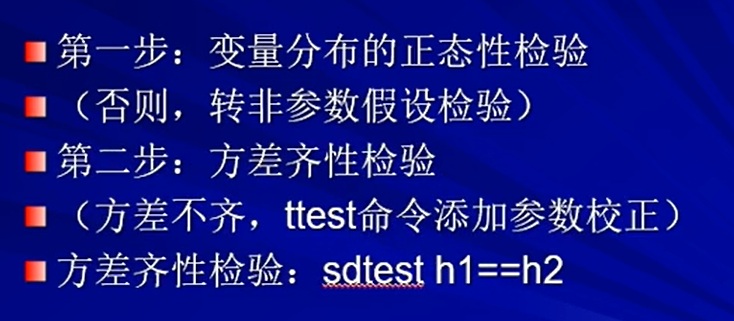 第一步：变量分布的正态性检验
（否则，转非参数假设检验）
第二步：方差齐性检验
（方差不齐，ttest命令添加参数校正）
方差齐性检验：sdtest h1==h2